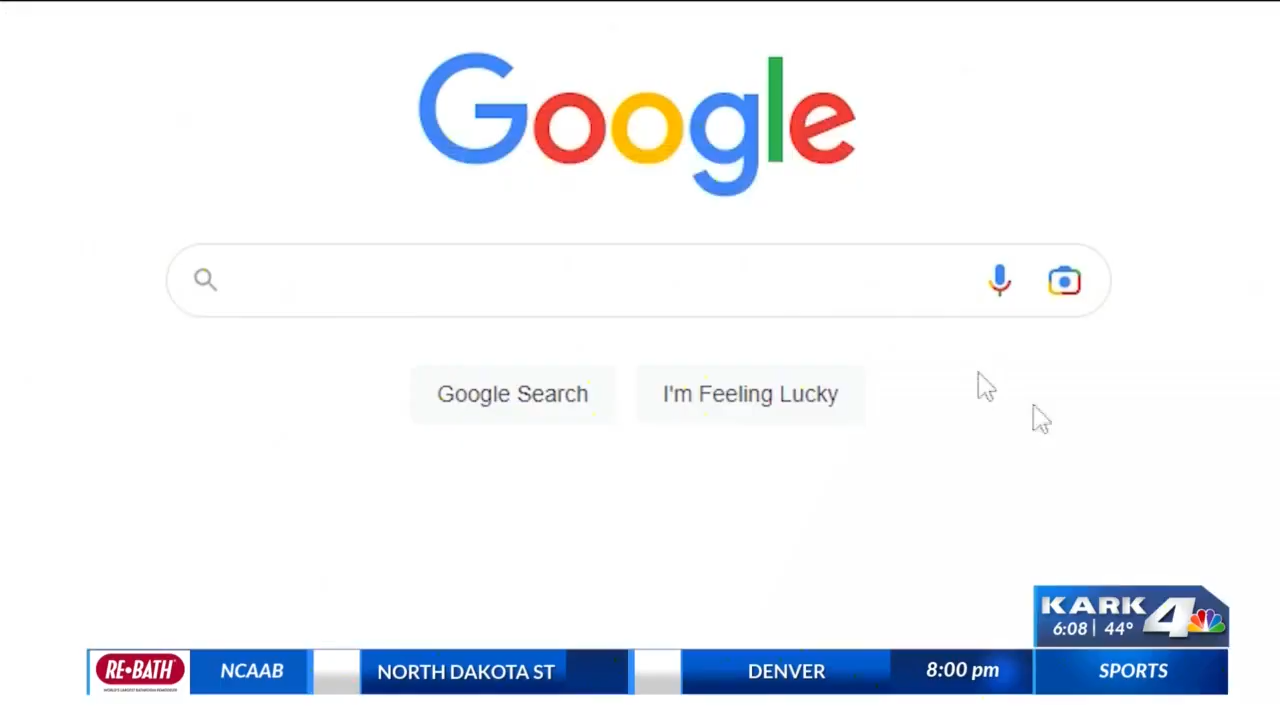 Google
Google Search
I'm Feeling Lucky
KARK 4
6:08 44°
RE·BATH
NCAAB
NORTH DAKOTA ST
DENVER
8:00 pm
SPORTS